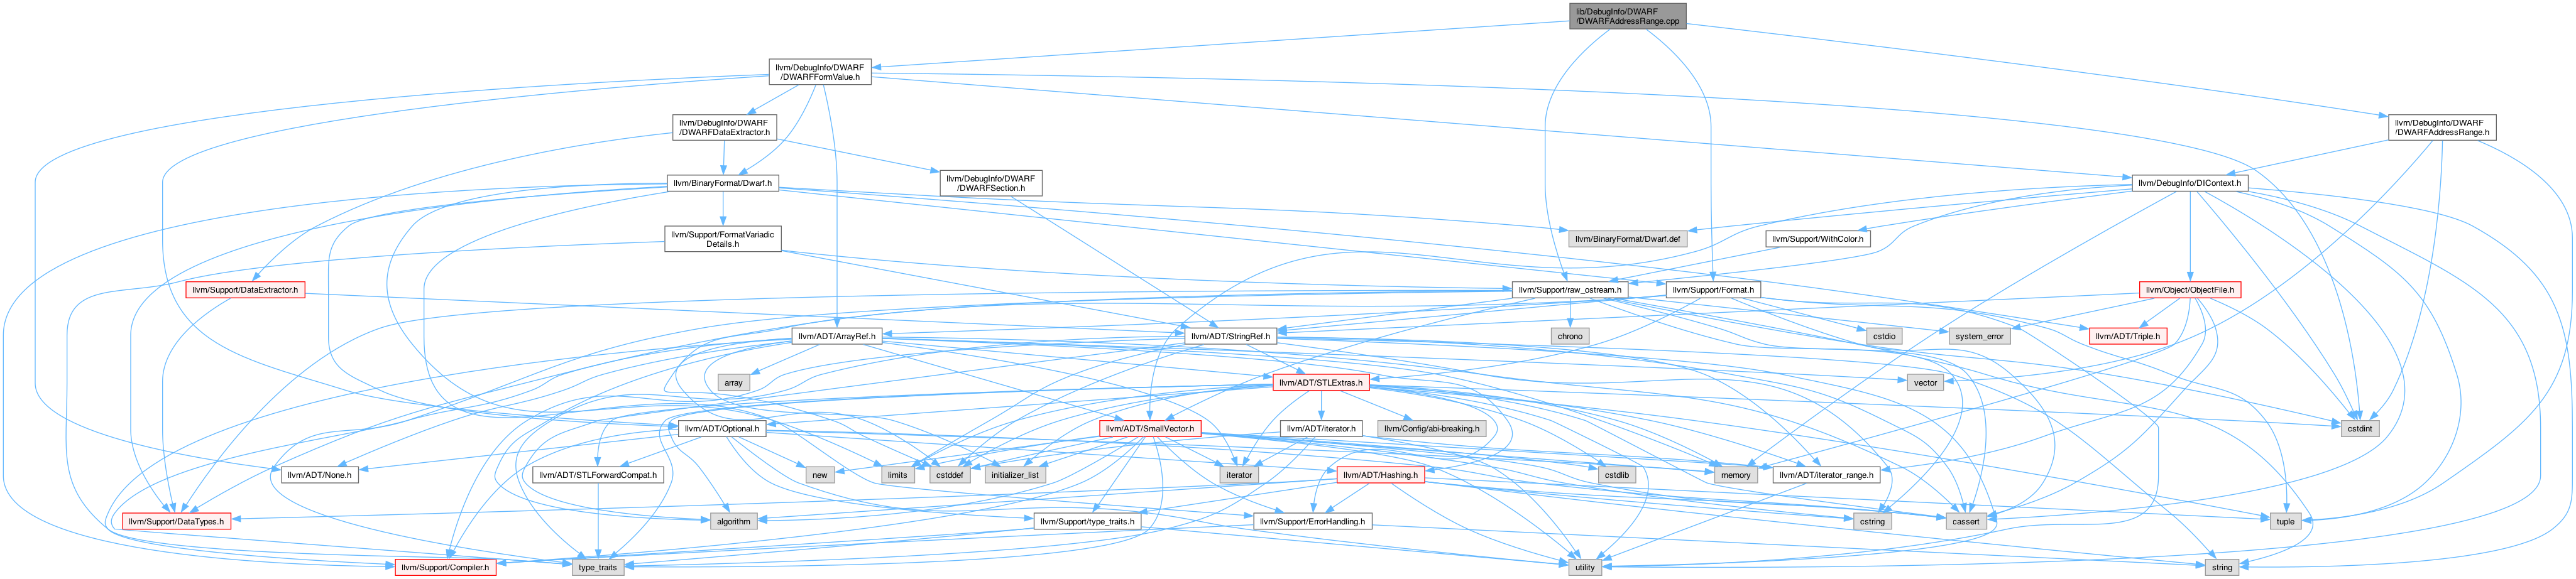 lib/DebugInfo/DWARF
/DWARFAddressRange.cpp
llvm/DebugInfo/DWARF
/DWARFFormValue.h
llvm/DebugInfo/DWARF
/DWARFDataExtractor.h
llvm/DebugInfo/DWARF
/DWARFAddressRange.h
llvm/BinaryFormat/Dwarf.h
llvm/DebugInfo/DWARF
/DWARFSection.h
llvm/DebugInfo/DIContext.h
llvm/Support/FormatVariadic
Details.h
llvm/BinaryFormat/Dwarf.def
llvm/Support/WithColor.h
llvm/Support/DataExtractor.h
llvm/Support/raw_ostream.h
llvm/Support/Format.h
llvm/Object/ObjectFile.h
llvm/ADT/ArrayRef.h
llvm/ADT/StringRef.h
chrono
cstdio
system_error
llvm/ADT/Triple.h
array
llvm/ADT/STLExtras.h
vector
llvm/ADT/Optional.h
llvm/ADT/SmallVector.h
llvm/ADT/iterator.h
llvm/Config/abi-breaking.h
cstdint
llvm/ADT/None.h
llvm/ADT/STLForwardCompat.h
new
limits
cstddef
initializer_list
iterator
llvm/ADT/Hashing.h
cstdlib
memory
llvm/ADT/iterator_range.h
llvm/Support/DataTypes.h
algorithm
llvm/Support/type_traits.h
llvm/Support/ErrorHandling.h
cstring
cassert
tuple
llvm/Support/Compiler.h
type_traits
utility
string